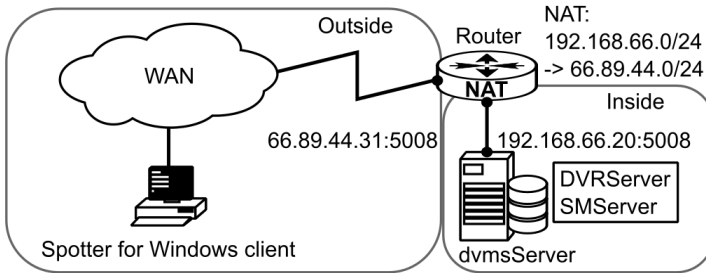 Outside
Router
NAT:
192.168.66.0/24
-> 66.89.44.0/24
WAN
NAT
Inside
66.89.44.31:5008
192.168.66.20:5008
DVRServer
SMServer
Spotter for Windows client
dvmsServer